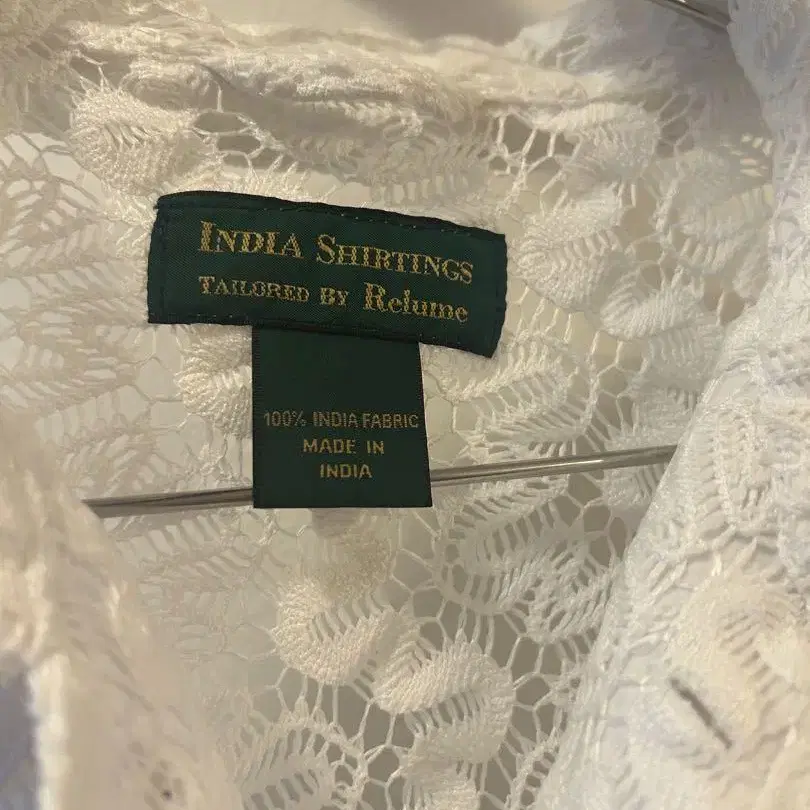 INDIA SHIRTINGS
TAILORED BY Relume
100% INDIA FABRIC
MADE IN
INDIA